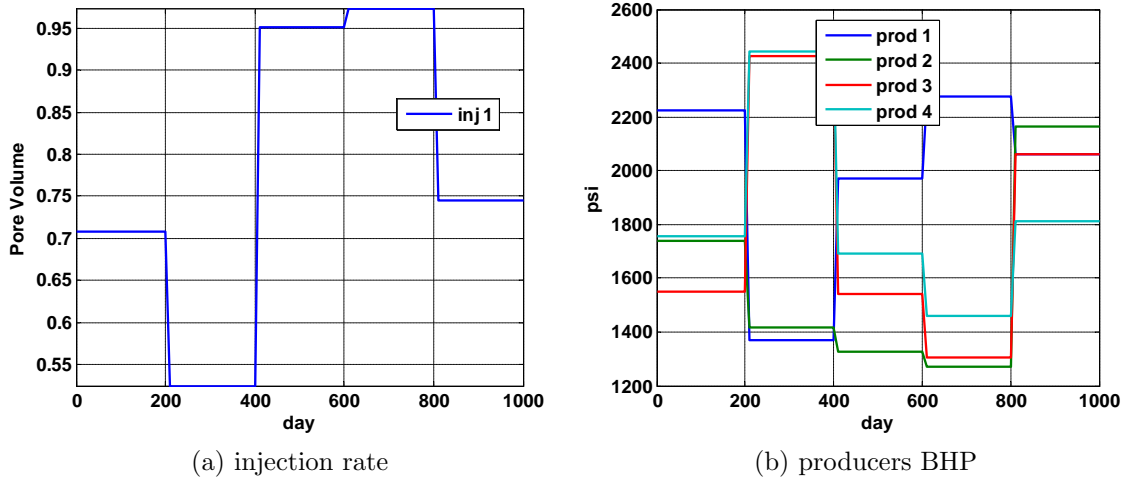 0.95
0.9
0.85
0.8
0.75
0.7
0.65
0.6
0.55
Pore Volume
inj 1
0 200 400 600 800 1000
day
(a) injection rate
2600
2400
2200
2000
1800
1600
1400
1200
psi
prod 1
prod 2
prod 3
prod 4
0 200 400 600 800 1000
day
(b) producers BHP